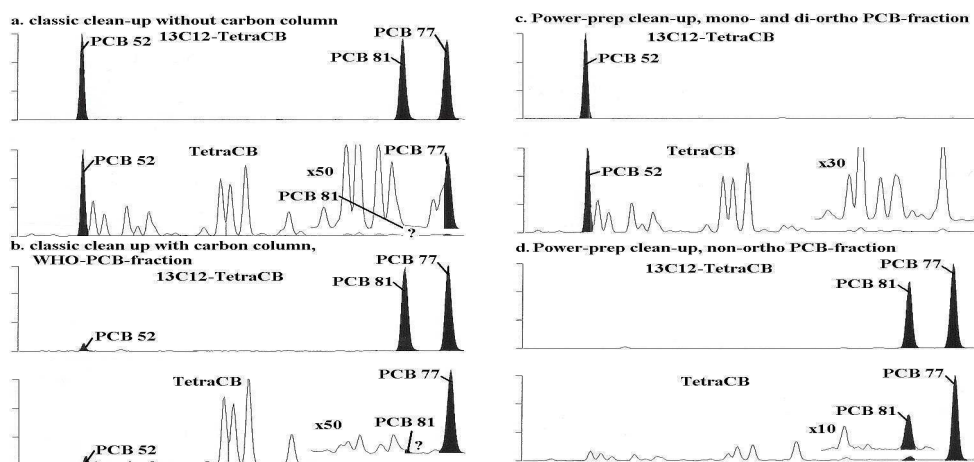 a. classic clean-up without carbon column
13C12-TetraCB
PCB 52
PCB 81
PCB 77
TetraCB
PCB 52
x50
PCB 81
PCB 77
?
b. classic clean up with carbon column,
WHO-PCB-fraction
13C12-TetraCB
PCB 52
PCB 81
PCB 77
TetraCB
PCB 52
x50
PCB 81
?
PCB 77
c. Power-prep clean-up, mono- and di-ortho PCB-fraction
13C12-TetraCB
PCB 52
TetraCB
PCB 52
x30
d. Power-prep clean-up, non-ortho PCB-fraction
13C12-TetraCB
PCB 81
PCB 77
TetraCB
x10
PCB 81
PCB 77